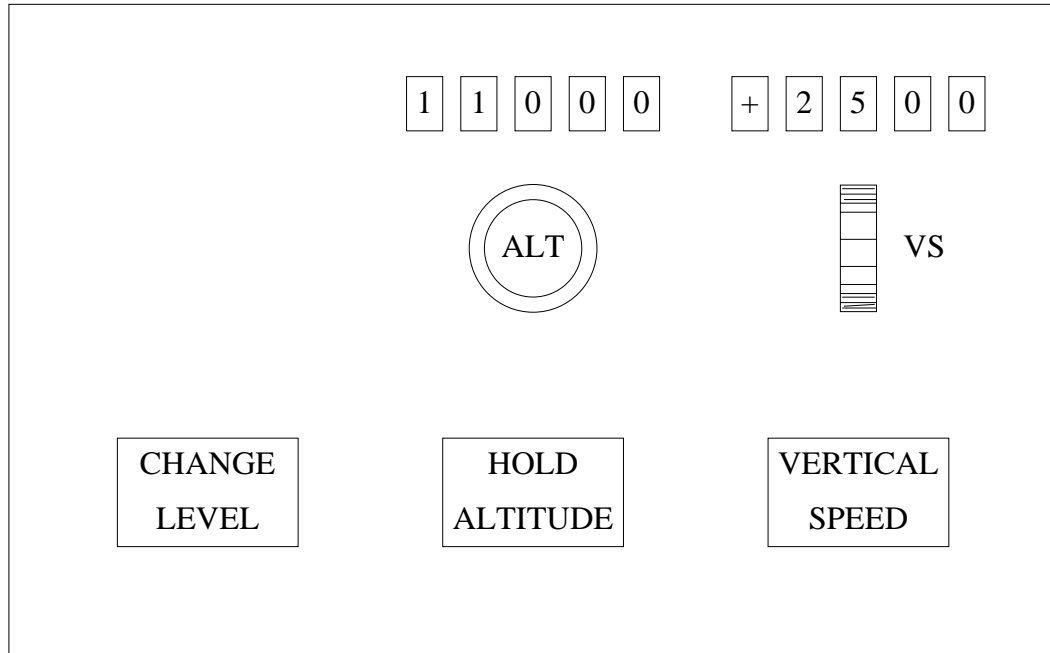 1 1 0 0 0 + 2 5 0 0
ALT VS
CHANGE HOLD VERTICAL
LEVEL ALTITUDE SPEED